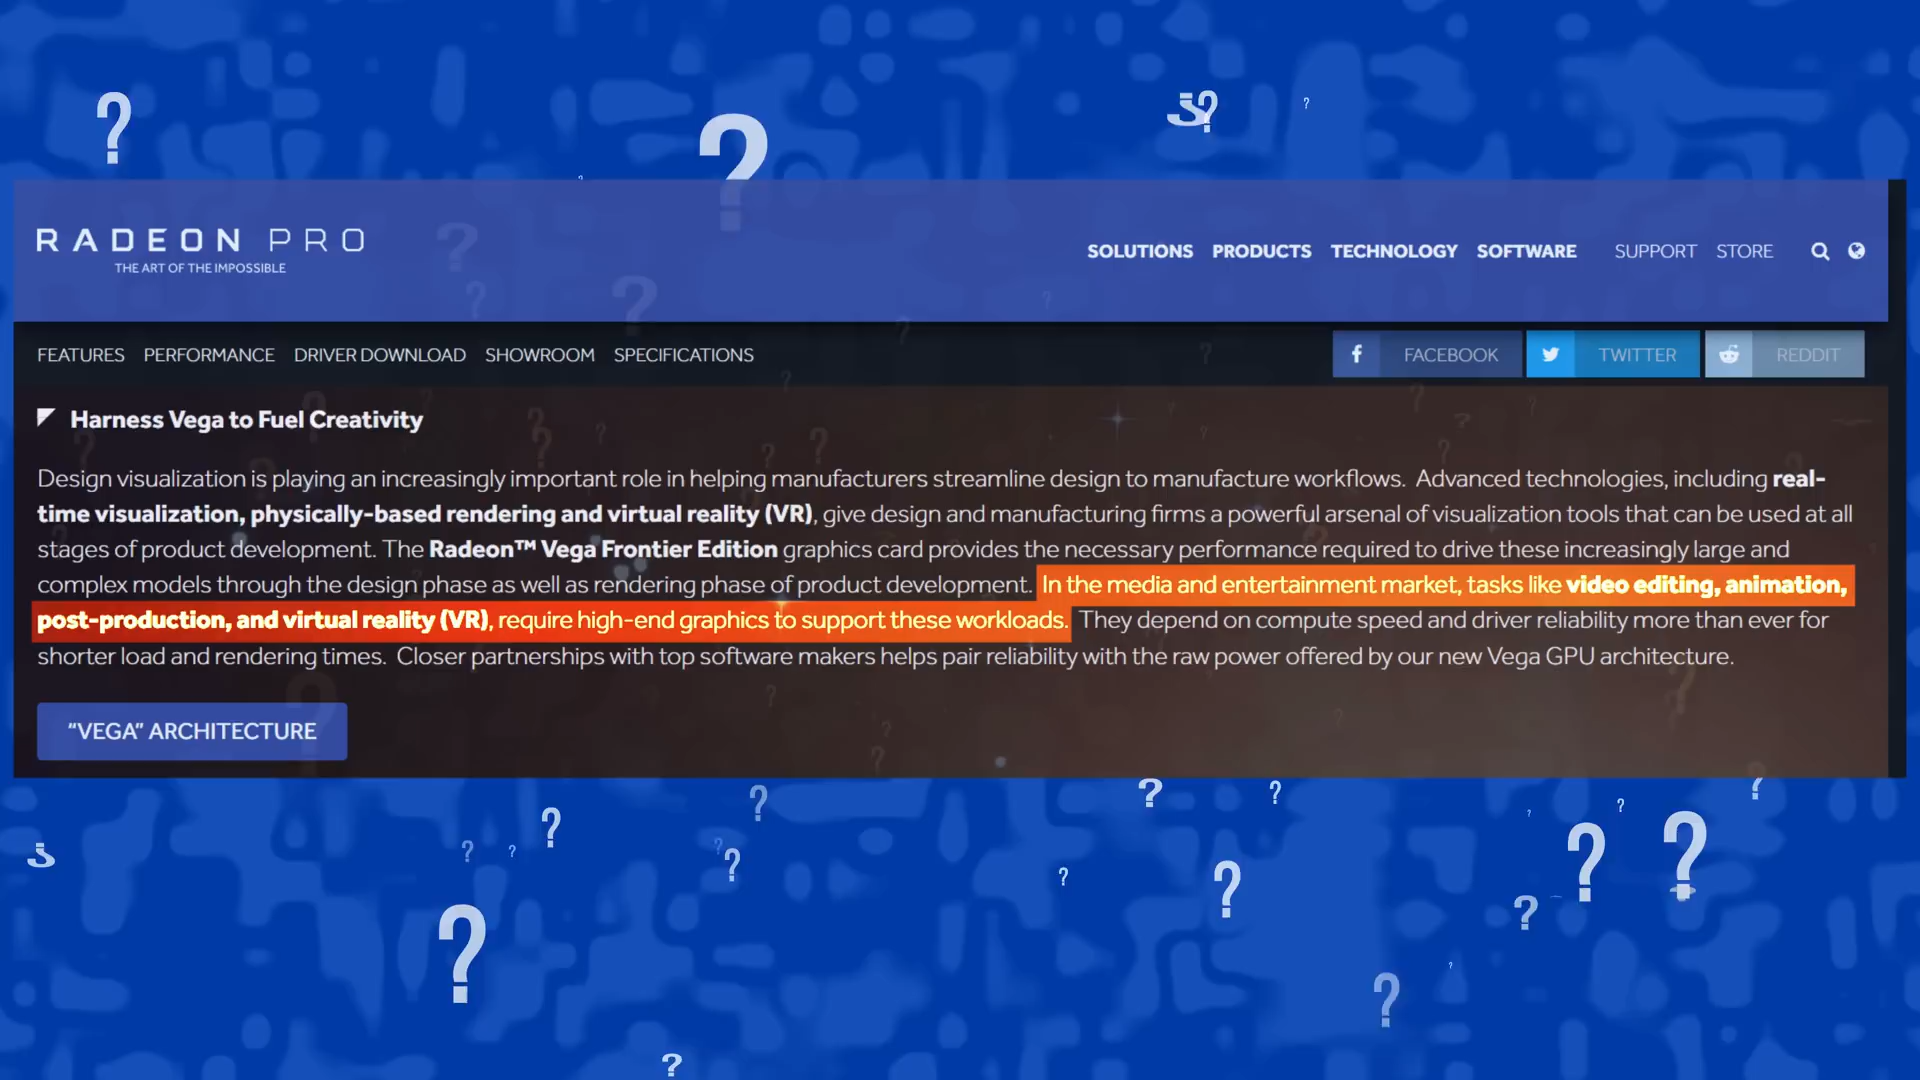 RADEON PRO
THE ART OF THE IMPOSSIBLE
SOLUTIONS PRODUCTS TECHNOLOGY SOFTWARE SUPPORT STORE
FEATURES PERFORMANCE DRIVER DOWNLOAD SHOWROOM SPECIFICATIONS
FACEBOOK TWITTER REDDIT
Harness Vega to Fuel Creativity
Design visualization is playing an increasingly important role in helping manufacturers streamline design to manufacture workflows. Advanced technologies, including real-
time visualization, physically-based rendering and virtual reality (VR), give design and manufacturing firms a powerful arsenal of visualization tools that can be used at all
stages of product development. The Radeon™ Vega Frontier Edition graphics card provides the necessary performance required to drive these increasingly large and
complex models through the design phase as well as rendering phase of product development. In the media and entertainment market, tasks like video editing, animation,
post-production, and virtual reality (VR), require high-end graphics to support these workloads. They depend on compute speed and driver reliability more than ever for
shorter load and rendering times. Closer partnerships with top software makers helps pair reliability with the raw power offered by our new Vega GPU architecture.
“VEGA” ARCHITECTURE